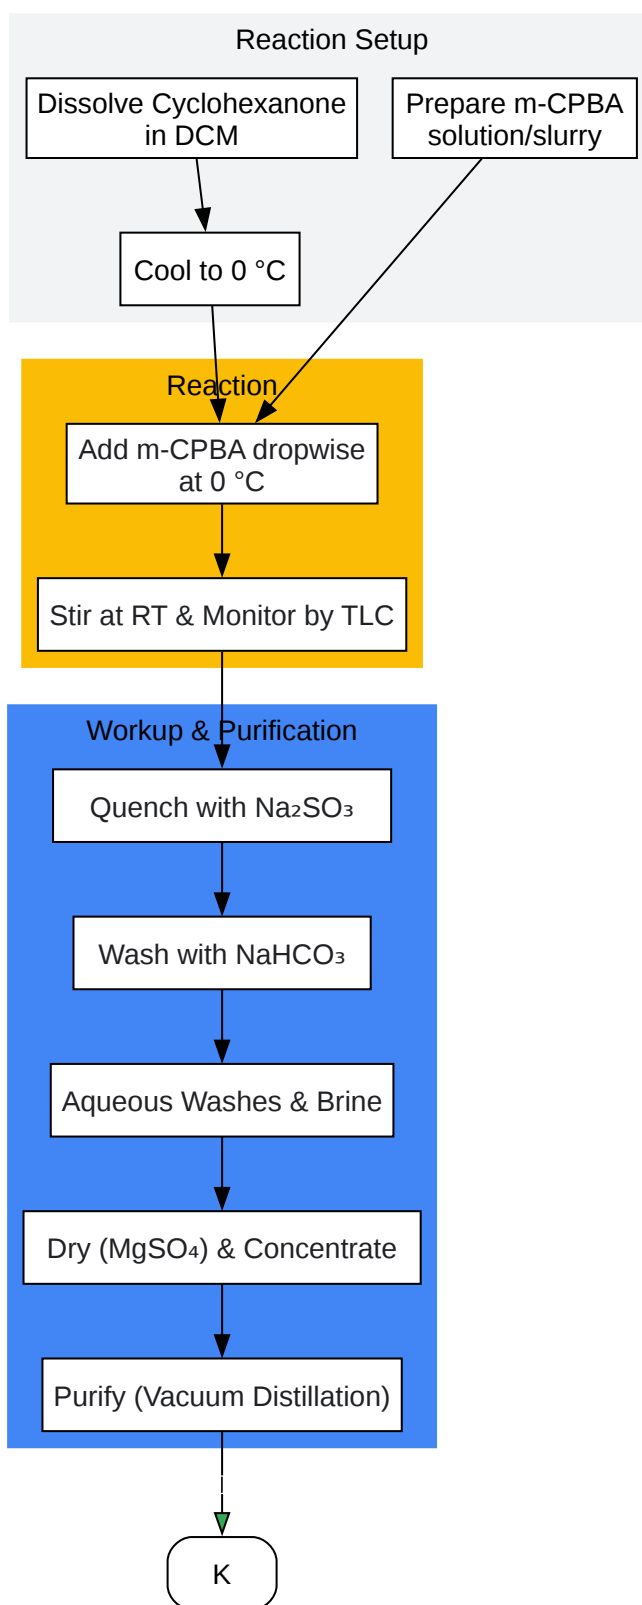 Reaction Setup
Dissolve Cyclohexanone
in DCM
Prepare m-CPBA
solution/slurry
Cool to 0 °C
Reaction
Add m-CPBA dropwise
at 0 °C
Stir at RT & Monitor by TLC
Workup & Purification
Quench with Na₂SO₃
Wash with NaHCO₃
Aqueous Washes & Brine
Dry (MgSO₄) & Concentrate
Purify (Vacuum Distillation)
K